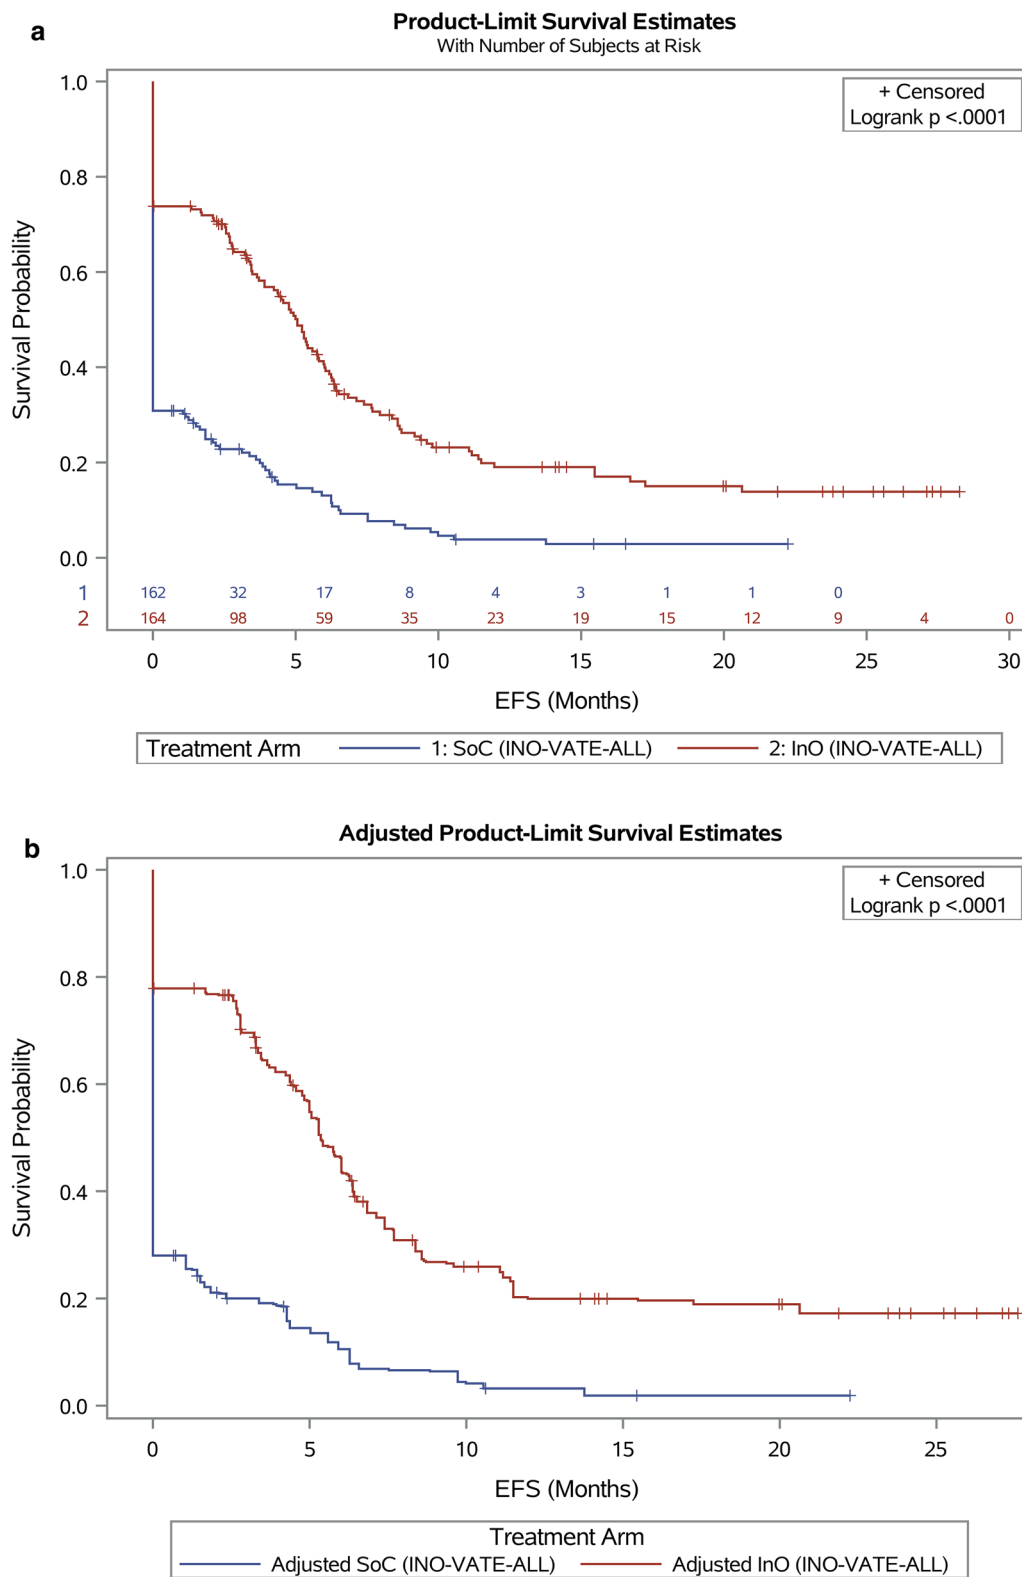 a
Product-Limit Survival Estimates
With Number of Subjects at Risk
+ Censored
Logrank p <.0001
1.0
0.8
0.6
0.4
0.2
0.0
Survival Probability
1 162 32 17 8 4 3 1 1 0
2 164 98 59 35 23 19 15 12 9 4 0
0 5 10 15 20 25 30
EFS (Months)
Treatment Arm 1: SoC (INO-VATE-ALL) 2: InO (INO-VATE-ALL)
b
Adjusted Product-Limit Survival Estimates
+ Censored
Logrank p <.0001
1.0
0.8
0.6
0.4
0.2
0.0
Survival Probability
0 5 10 15 20 25
EFS (Months)
Treatment Arm
Adjusted SoC (INO-VATE-ALL) Adjusted InO (INO-VATE-ALL)